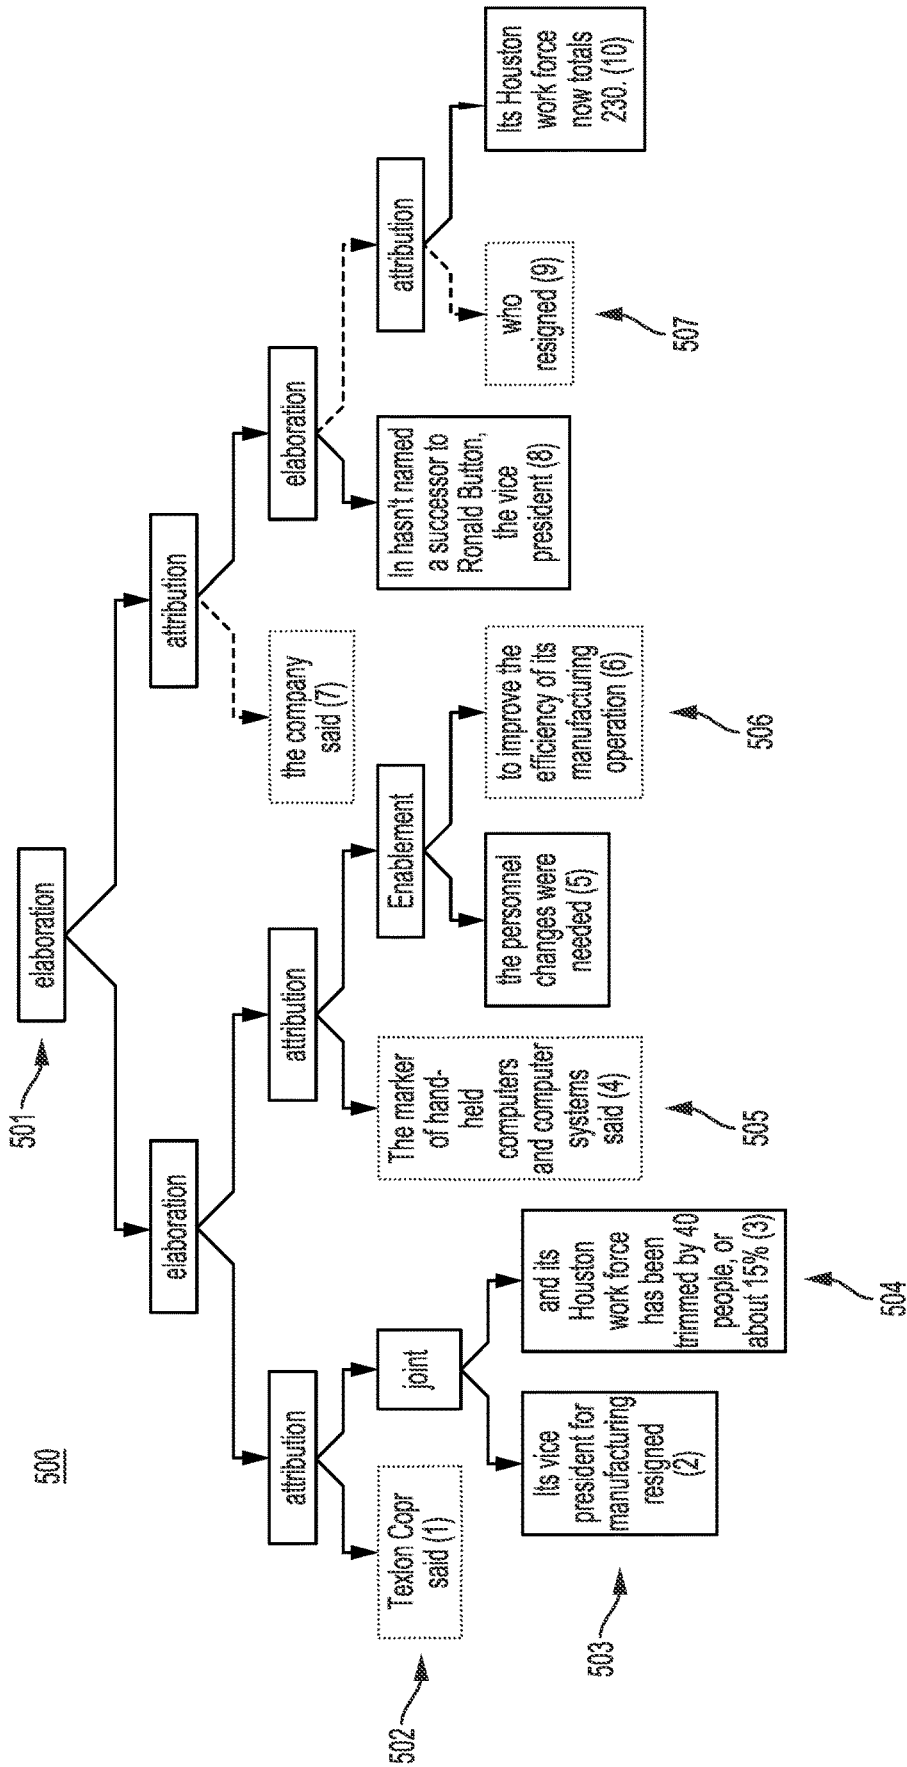 500
501
elaboration
elaboration
attribution
attribution
attribution
the company
said (7)
elaboration
Texlon Copr
said (1)
joint
The marker
of hand-
held
computers
and computer
systems
said (4)
Enablement
In hasn't named
a successor to
Ronald Button,
the vice
president (8)
attribution
502
Its vice
president for
manufacturing
resigned
(2)
and its
Houston
work force
has been
trimmed by 40
people, or
about 15% (3)
the personnel
changes were
needed (5)
to improve the
efficiency of its
manufacturing
operation (6)
who
resigned (9)
Its Houston
work force
now totals
230. (10)
503
504
505
506
507